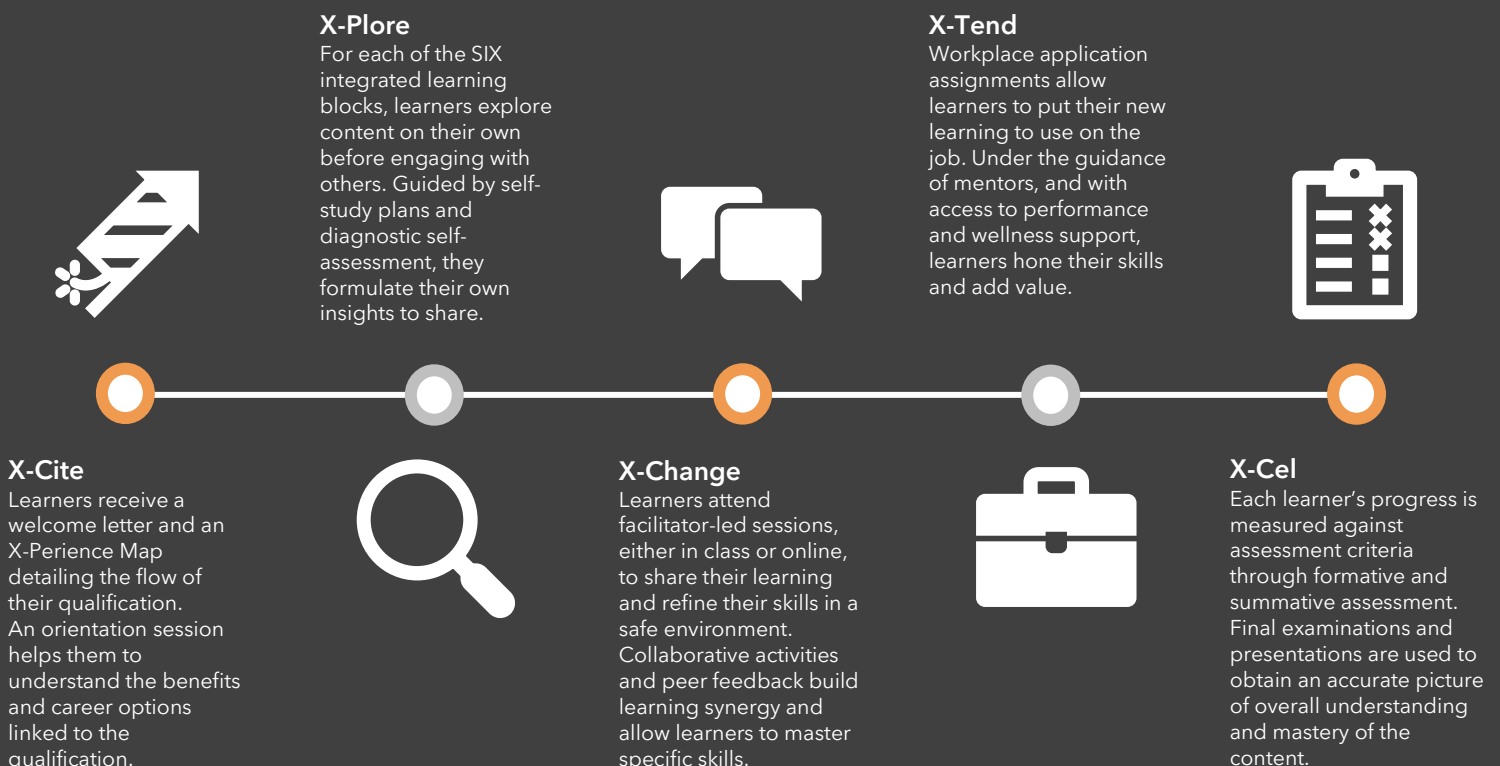 X-Plore
For each of the SIX
integrated learning
blocks, learners explore
content on their own
before engaging with
others. Guided by self-
study plans and
diagnostic self-
assessment, they
formulate their own
insights to share.
X-Tend
Workplace application
assignments allow
learners to put their new
learning to use on the
job. Under the guidance
of mentors, and with
access to performance
and wellness support,
learners hone their skills
and add value.
X-Cite
Learners receive a
welcome letter and an
X-Perience Map
detailing the flow of
their qualification.
An orientation session
helps them to
understand the benefits
and career options
linked to the
qualification.
X-Change
Learners attend
facilitator-led sessions,
either in class or online,
to share their learning
and refine their skills in a
safe environment.
Collaborative activities
and peer feedback build
learning synergy and
allow learners to master
specific skills.
X-Cel
Each learner’s progress is
measured against
assessment criteria
through formative and
summative assessment.
Final examinations and
presentations are used to
obtain an accurate picture
of overall understanding
and mastery of the
content.